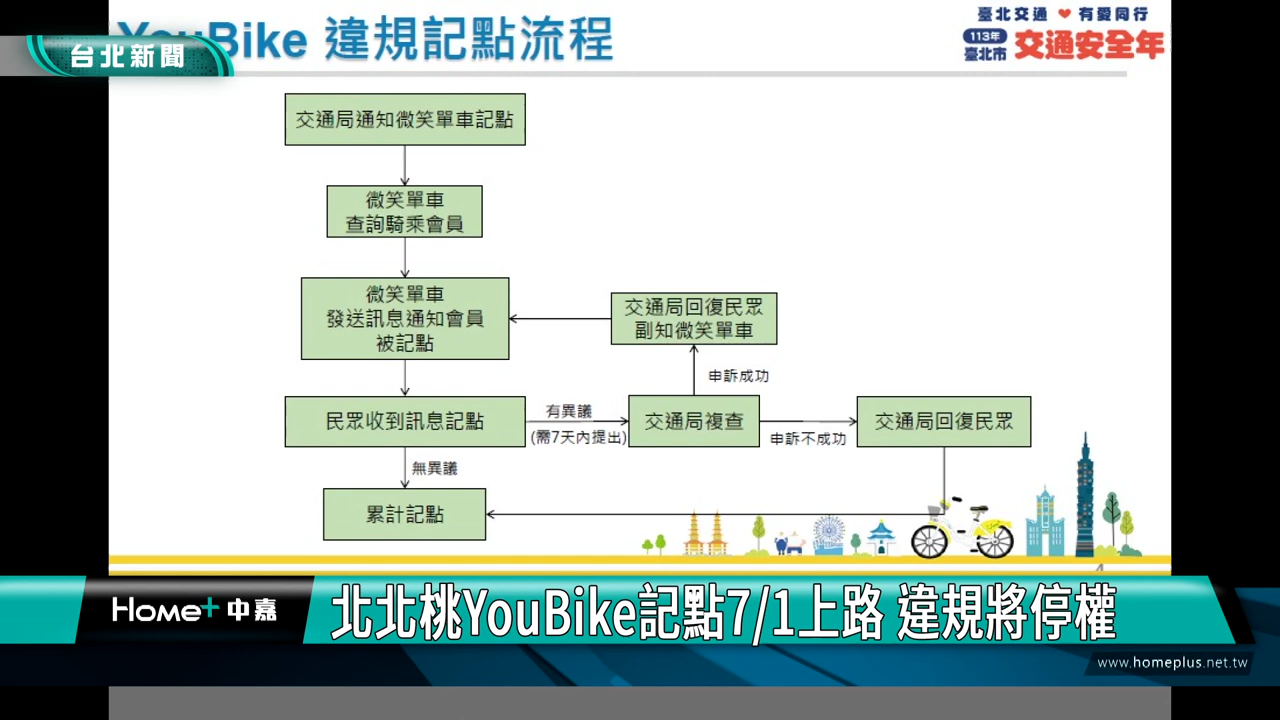 YouBike 違規記點流程
臺北交通 有愛同行
113年
臺北市
交通安全年
台北新聞
交通局通知微笑單車記點
微笑單車
查詢騎乘會員
微笑單車
發送訊息通知會員
被記點
交通局回復民眾
副知微笑單車
申訴成功
民眾收到訊息記點
有異議
(需7天內提出)
交通局複查
申訴不成功
交通局回復民眾
無異議
累計記點
4
Home+中嘉
北北桃YouBike記點7/1上路 違規將停權
www.homeplus.net.tw